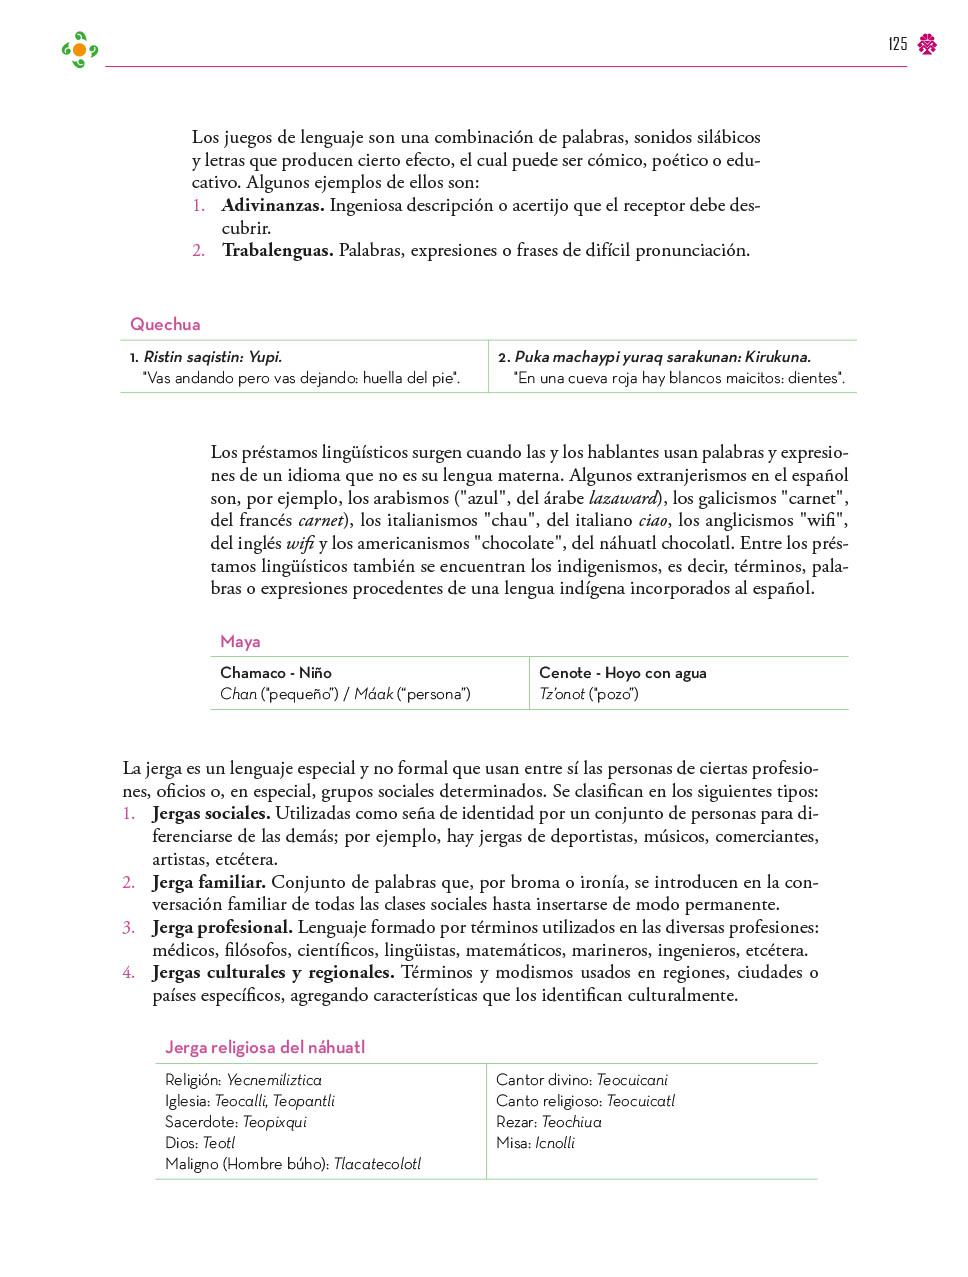 125
Los juegos de lenguaje son una combinación de palabras, sonidos silábicos
y letras que producen cierto efecto, el cual puede ser cómico, poético o edu-
cativo. Algunos ejemplos de ellos son:
1. Adivinanzas. Ingeniosa descripción o acertijo que el receptor debe des-
cubrir.
2. Trabalenguas. Palabras, expresiones o frases de difícil pronunciación.
Quechua
1. Ristin saqistin: Yupi.
"Vas andando pero vas dejando: huella del pie".
2. Puka machaypi yuraq sarakunan: Kirukuna.
"En una cueva roja hay blancos maicitos: dientes".
Los préstamos lingüísticos surgen cuando las y los hablantes usan palabras y expresio-
nes de un idioma que no es su lengua materna. Algunos extranjerismos en el español
son, por ejemplo, los arabismos ("azul", del árabe lazaward), los galicismos "carnet",
del francés carnet), los italianismos "chau", del italiano ciao, los anglicismos "wifi",
del inglés wifi y los americanismos "chocolate", del náhuatl chocolatl. Entre los prés-
tamos lingüísticos también se encuentran los indigenismos, es decir, términos, pala-
bras o expresiones procedentes de una lengua indígena incorporados al español.
Maya
Chamaco - Niño
Chan ("pequeño") / Máak (“persona”)
Cenote - Hoyo con agua
Tz’onot ("pozo”)
La jerga es un lenguaje especial y no formal que usan entre sí las personas de ciertas profesio-
nes, oficios o, en especial, grupos sociales determinados. Se clasifican en los siguientes tipos:
1. Jergas sociales. Utilizadas como seña de identidad por un conjunto de personas para di-
ferenciarse de las demás; por ejemplo, hay jergas de deportistas, músicos, comerciantes,
artistas, etcétera.
2. Jerga familiar. Conjunto de palabras que, por broma o ironía, se introducen en la con-
versación familiar de todas las clases sociales hasta insertarse de modo permanente.
3. Jerga profesional. Lenguaje formado por términos utilizados en las diversas profesiones:
médicos, filósofos, científicos, lingüistas, matemáticos, marineros, ingenieros, etcétera.
4. Jergas culturales y regionales. Términos y modismos usados en regiones, ciudades o
países específicos, agregando características que los identifican culturalmente.
Jerga religiosa del náhuatl
Religión: Yecnemiliztica
Iglesia: Teocalli, Teopantli
Sacerdote: Teopixqui
Dios: Teotl
Maligno (Hombre búho): Tlacatecolotl
Cantor divino: Teocuicani
Canto religioso: Teocuicatl
Rezar: Teochiua
Misa: Icnolli